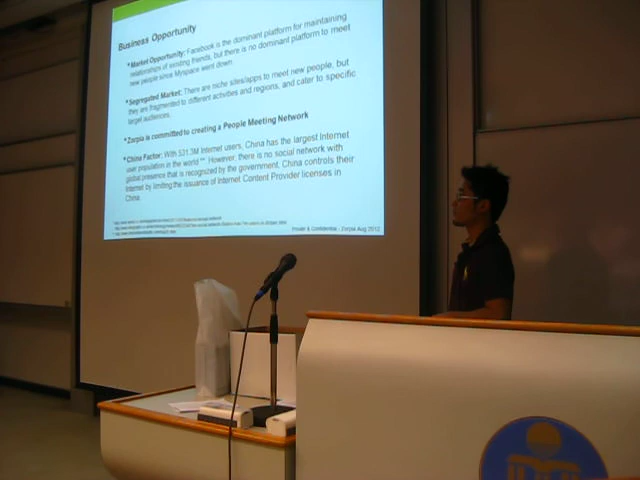 Business Opportunity
*Market Opportunity: Facebook is the dominant platform for maintaining
relationships of existing friends, but there is no dominant platform to meet
new people since Myspace went down.
*Segregated Market: There are niche sites/apps to meet new people, but
they are fragmented to different activities and regions, and cater to specific
target audiences.
*Zorpia is committed to creating a People Meeting Network
*China Factor: With 531.3M Internet users, China has the largest Internet
user population in the world **. However, there is no social network with
global presence that is recognized by the government. China controls their
Internet by limiting the issuance of Internet Content Provider licenses in
China.
Private & Confidential - Zorpia Aug 2012